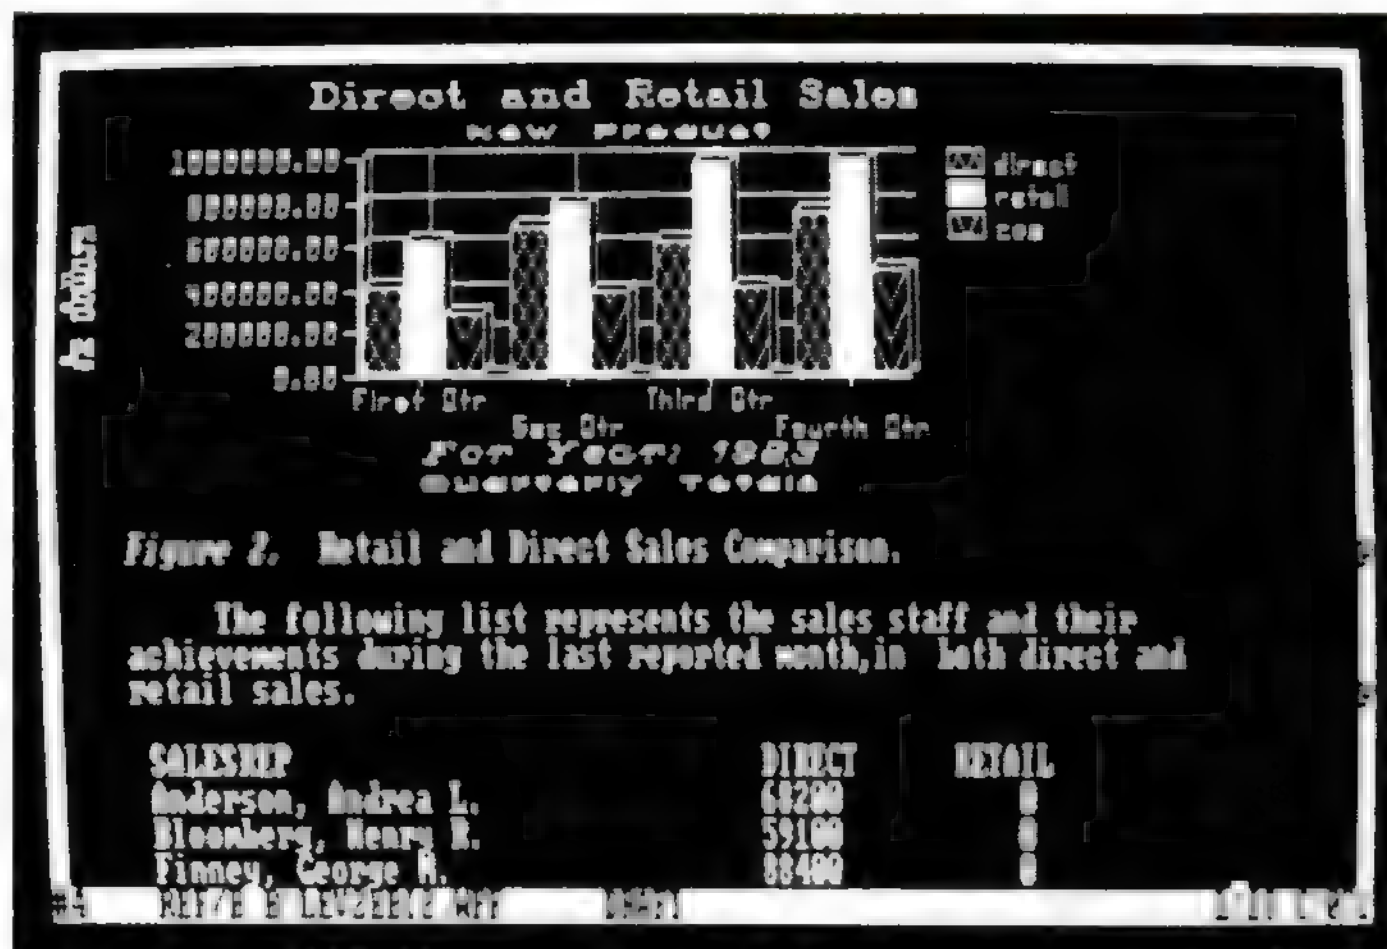 Direct and Retail Sales
New Product
1000000.00
800000.00
600000.00
400000.00
200000.00
0.00
direct
retail
First Qtr
Third Qtr
Sec Qtr
Fourth Qtr
For Year: 1983
Quarterly
Figure 2. Retail and Direct Sales Comparison.
The following list represents the sales staff and their
achievements during the last reported month,in both direct and
retail sales.
SALESREP DIRECT RETAIL
Anderson, Andrea L. 68200 0
Bloomberg, Henry R. 59100 0
Finney, George R. 88400 0